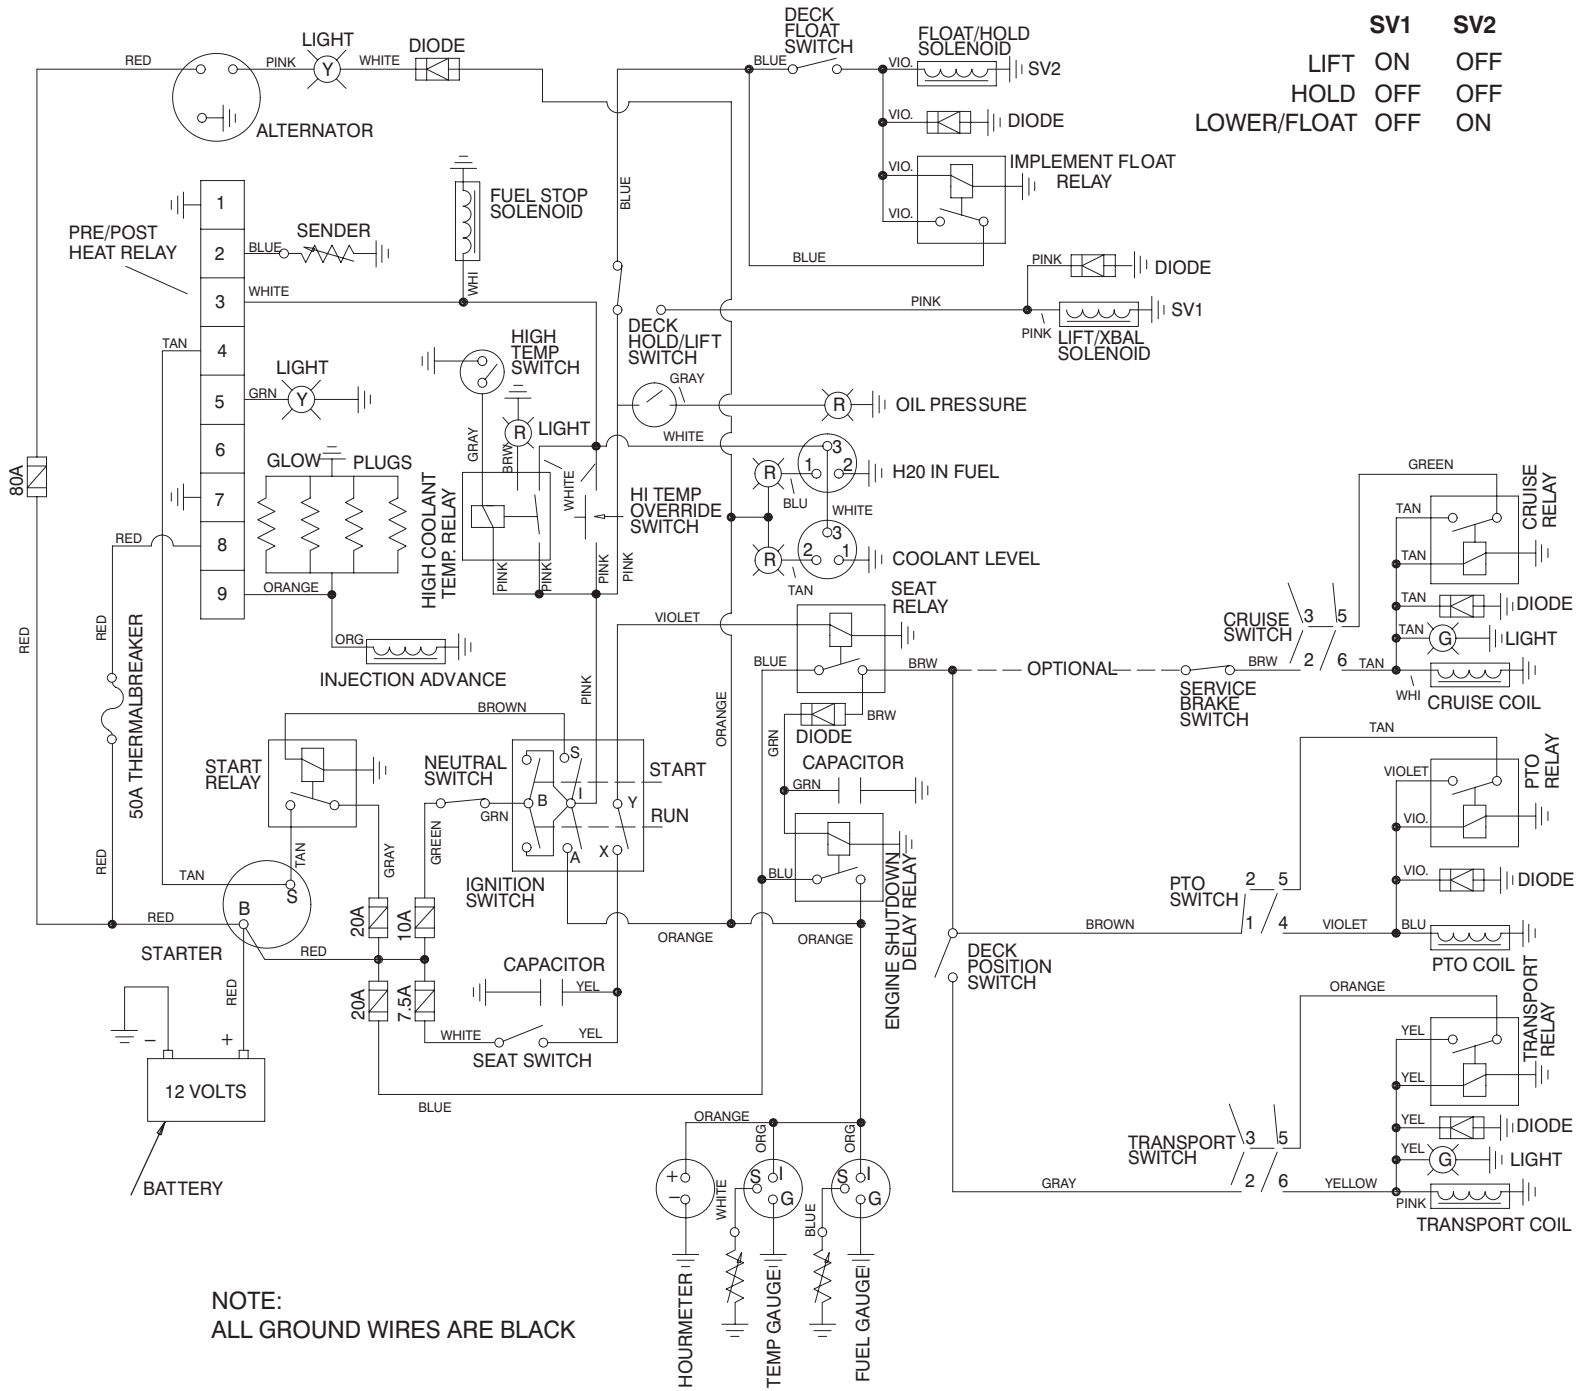 SV1 SV2
LIFT ON OFF
HOLD OFF OFF
LOWER/FLOAT OFF ON
RED
PINK
LIGHT
Y
WHITE
DIODE
ALTERNATOR
DECK
FLOAT
SWITCH
BLUE
VIO.
FLOAT/HOLD
SOLENOID
SV2
VIO.
DIODE
VIO.
IMPLEMENT FLOAT
RELAY
VIO.
BLUE
BLUE
PINK
DIODE
PINK
SV1
PINK
LIFT/XBAL
SOLENOID
DECK
HOLD/LIFT
SWITCH
PRE/POST
HEAT RELAY
1
2
3
4
5
6
7
8
9
BLUE
SENDER
WHITE
FUEL STOP
SOLENOID
WHI
TAN
GRN
LIGHT
Y
GLOW PLUGS
HIGH
TEMP
SWITCH
GRAY
BRW
R
LIGHT
WHITE
GRAY
R
OIL PRESSURE
WHITE
R
1
3
2
H20 IN FUEL
BLU
WHITE
R
2
3
1
COOLANT LEVEL
TAN
HI TEMP
OVERRIDE
SWITCH
HIGH COOLANT
TEMP. RELAY
PINK
PINK
PINK
PINK
80A
RED
RED
RED
RED
50A THERMALBREAKER
ORANGE
ORG
INJECTION ADVANCE
BROWN
START
RELAY
TAN
GRAY
NEUTRAL
SWITCH
GREEN
GRN
B
S
I
A
Y
X
START
RUN
IGNITION
SWITCH
PINK
VIOLET
ORANGE
SEAT
RELAY
BLUE
BRW
OPTIONAL
SERVICE
BRAKE
SWITCH
BRW
DIODE
BRW
GRN
CAPACITOR
GRN
BLU
ENGINE SHUTDOWN
DELAY RELAY
CRUISE
SWITCH
3 5
2 6
TAN
GREEN
TAN
TAN
TAN
TAN
CRUISE
RELAY
DIODE
G
LIGHT
WHI
CRUISE COIL
TAN
VIOLET
VIO.
VIO.
PTO
RELAY
DIODE
PTO
SWITCH
2 5
1 4
BROWN
VIOLET
BLU
PTO COIL
DECK
POSITION
SWITCH
ORANGE
YEL
YEL
YEL
YEL
TRANSPORT
RELAY
DIODE
G
LIGHT
TRANSPORT
SWITCH
3 5
2 6
GRAY
YELLOW
PINK
TRANSPORT COIL
TAN
S
B
RED
STARTER
RED
RED
20A
10A
20A
7.5A
CAPACITOR
YEL
WHITE
YEL
SEAT SWITCH
ORANGE
ORANGE
BLUE
-
+
12 VOLTS
BATTERY
ORANGE
ORG
ORG
+
-
S
I
G
S
I
G
WHITE
BLUE
HOURMETER
TEMP GAUGE
FUEL GAUGE
NOTE:
ALL GROUND WIRES ARE BLACK